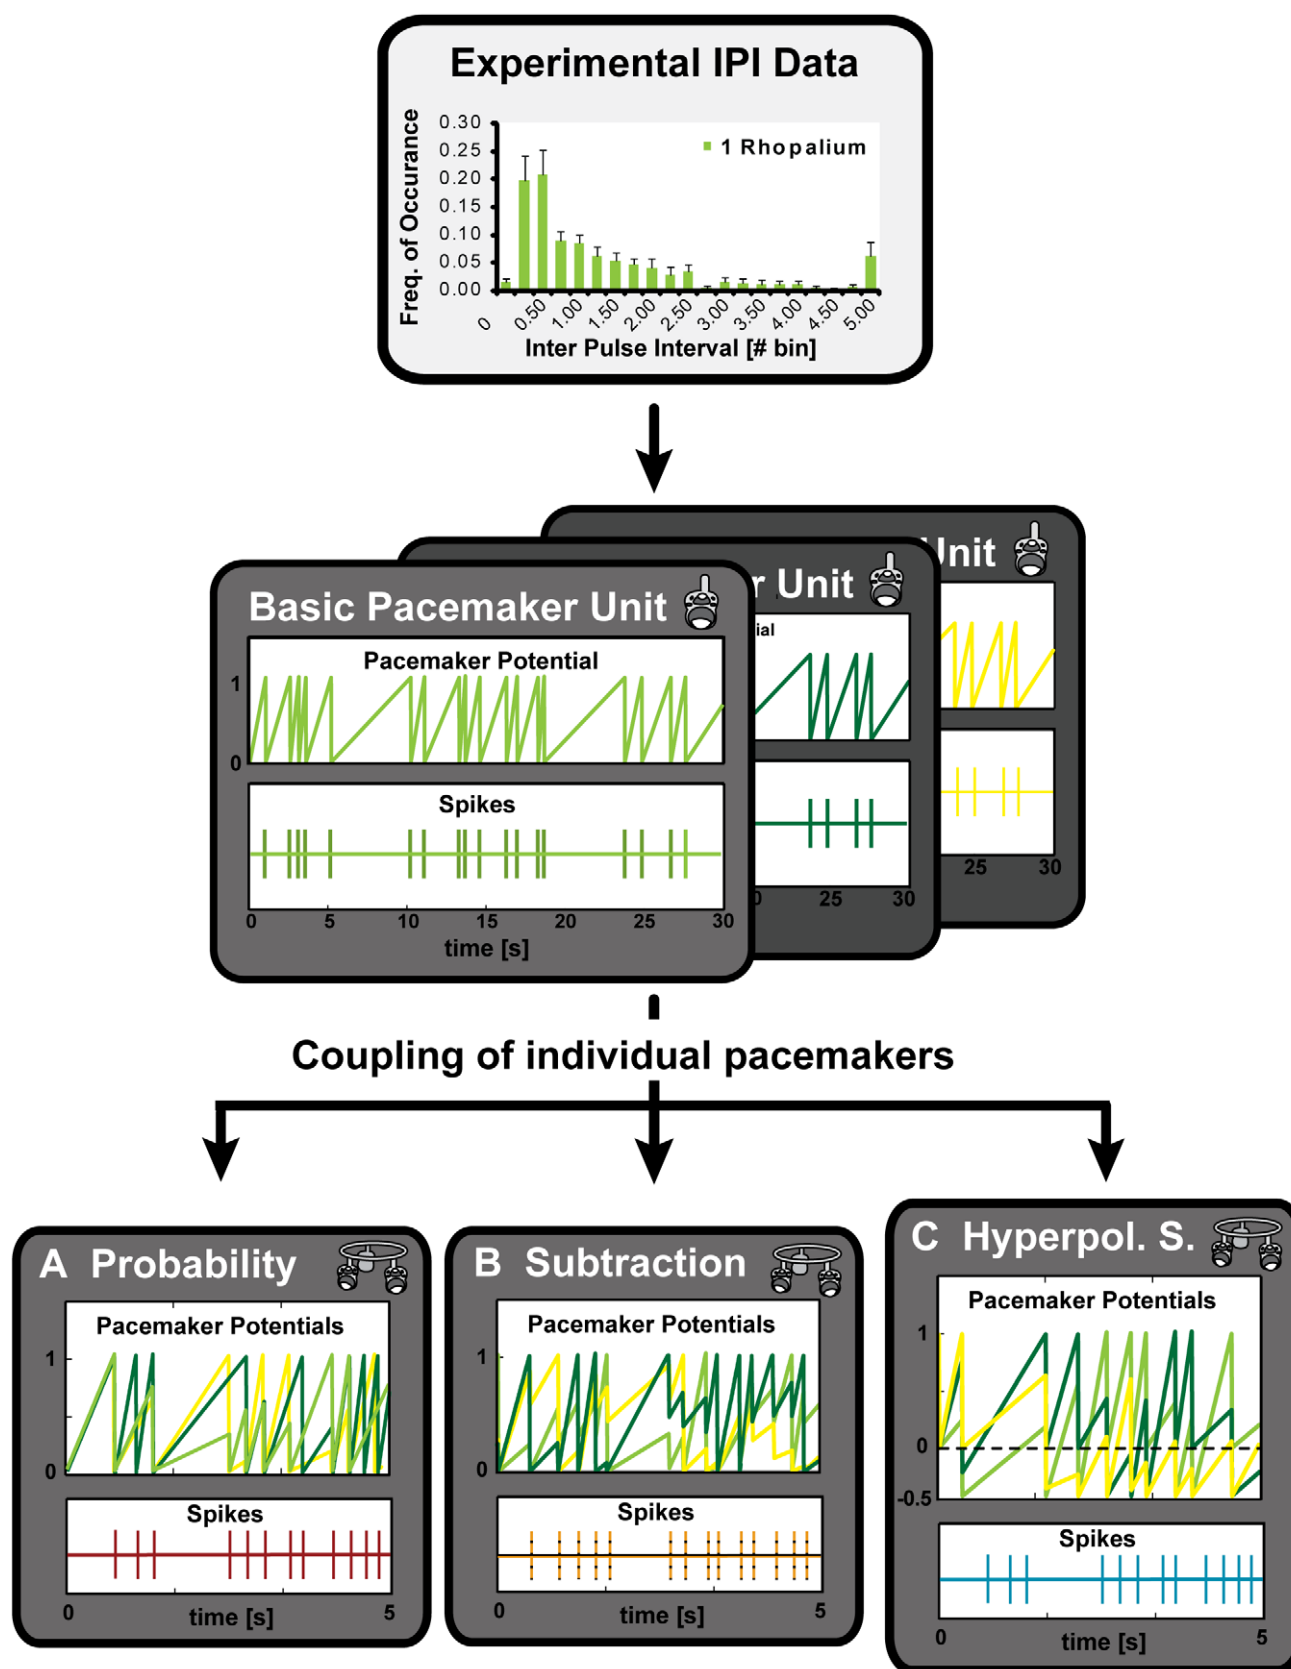 Experimental IPI Data
Freq. of Occurance
0.30
0.25
0.20
0.15
0.10
0.05
0.00
1 Rhopalium
0 0.50 1.00 1.50 2.00 2.50 3.00 3.50 4.00 4.50 5.00
Inter Pulse Interval [# bin]
Basic Pacemaker Unit
r Unit
Unit
Pacemaker Potential
ial
1
0
Spikes
0 5 10 15 20 25 30
time [s]
0 25 30
25 30
Coupling of individual pacemakers
A Probability
Pacemaker Potentials
1
0
Spikes
0 5
time [s]
B Subtraction
Pacemaker Potentials
1
0
Spikes
0 5
time [s]
C Hyperpol. S.
Pacemaker Potentials
1
0
-0.5
Spikes
0 5
time [s]